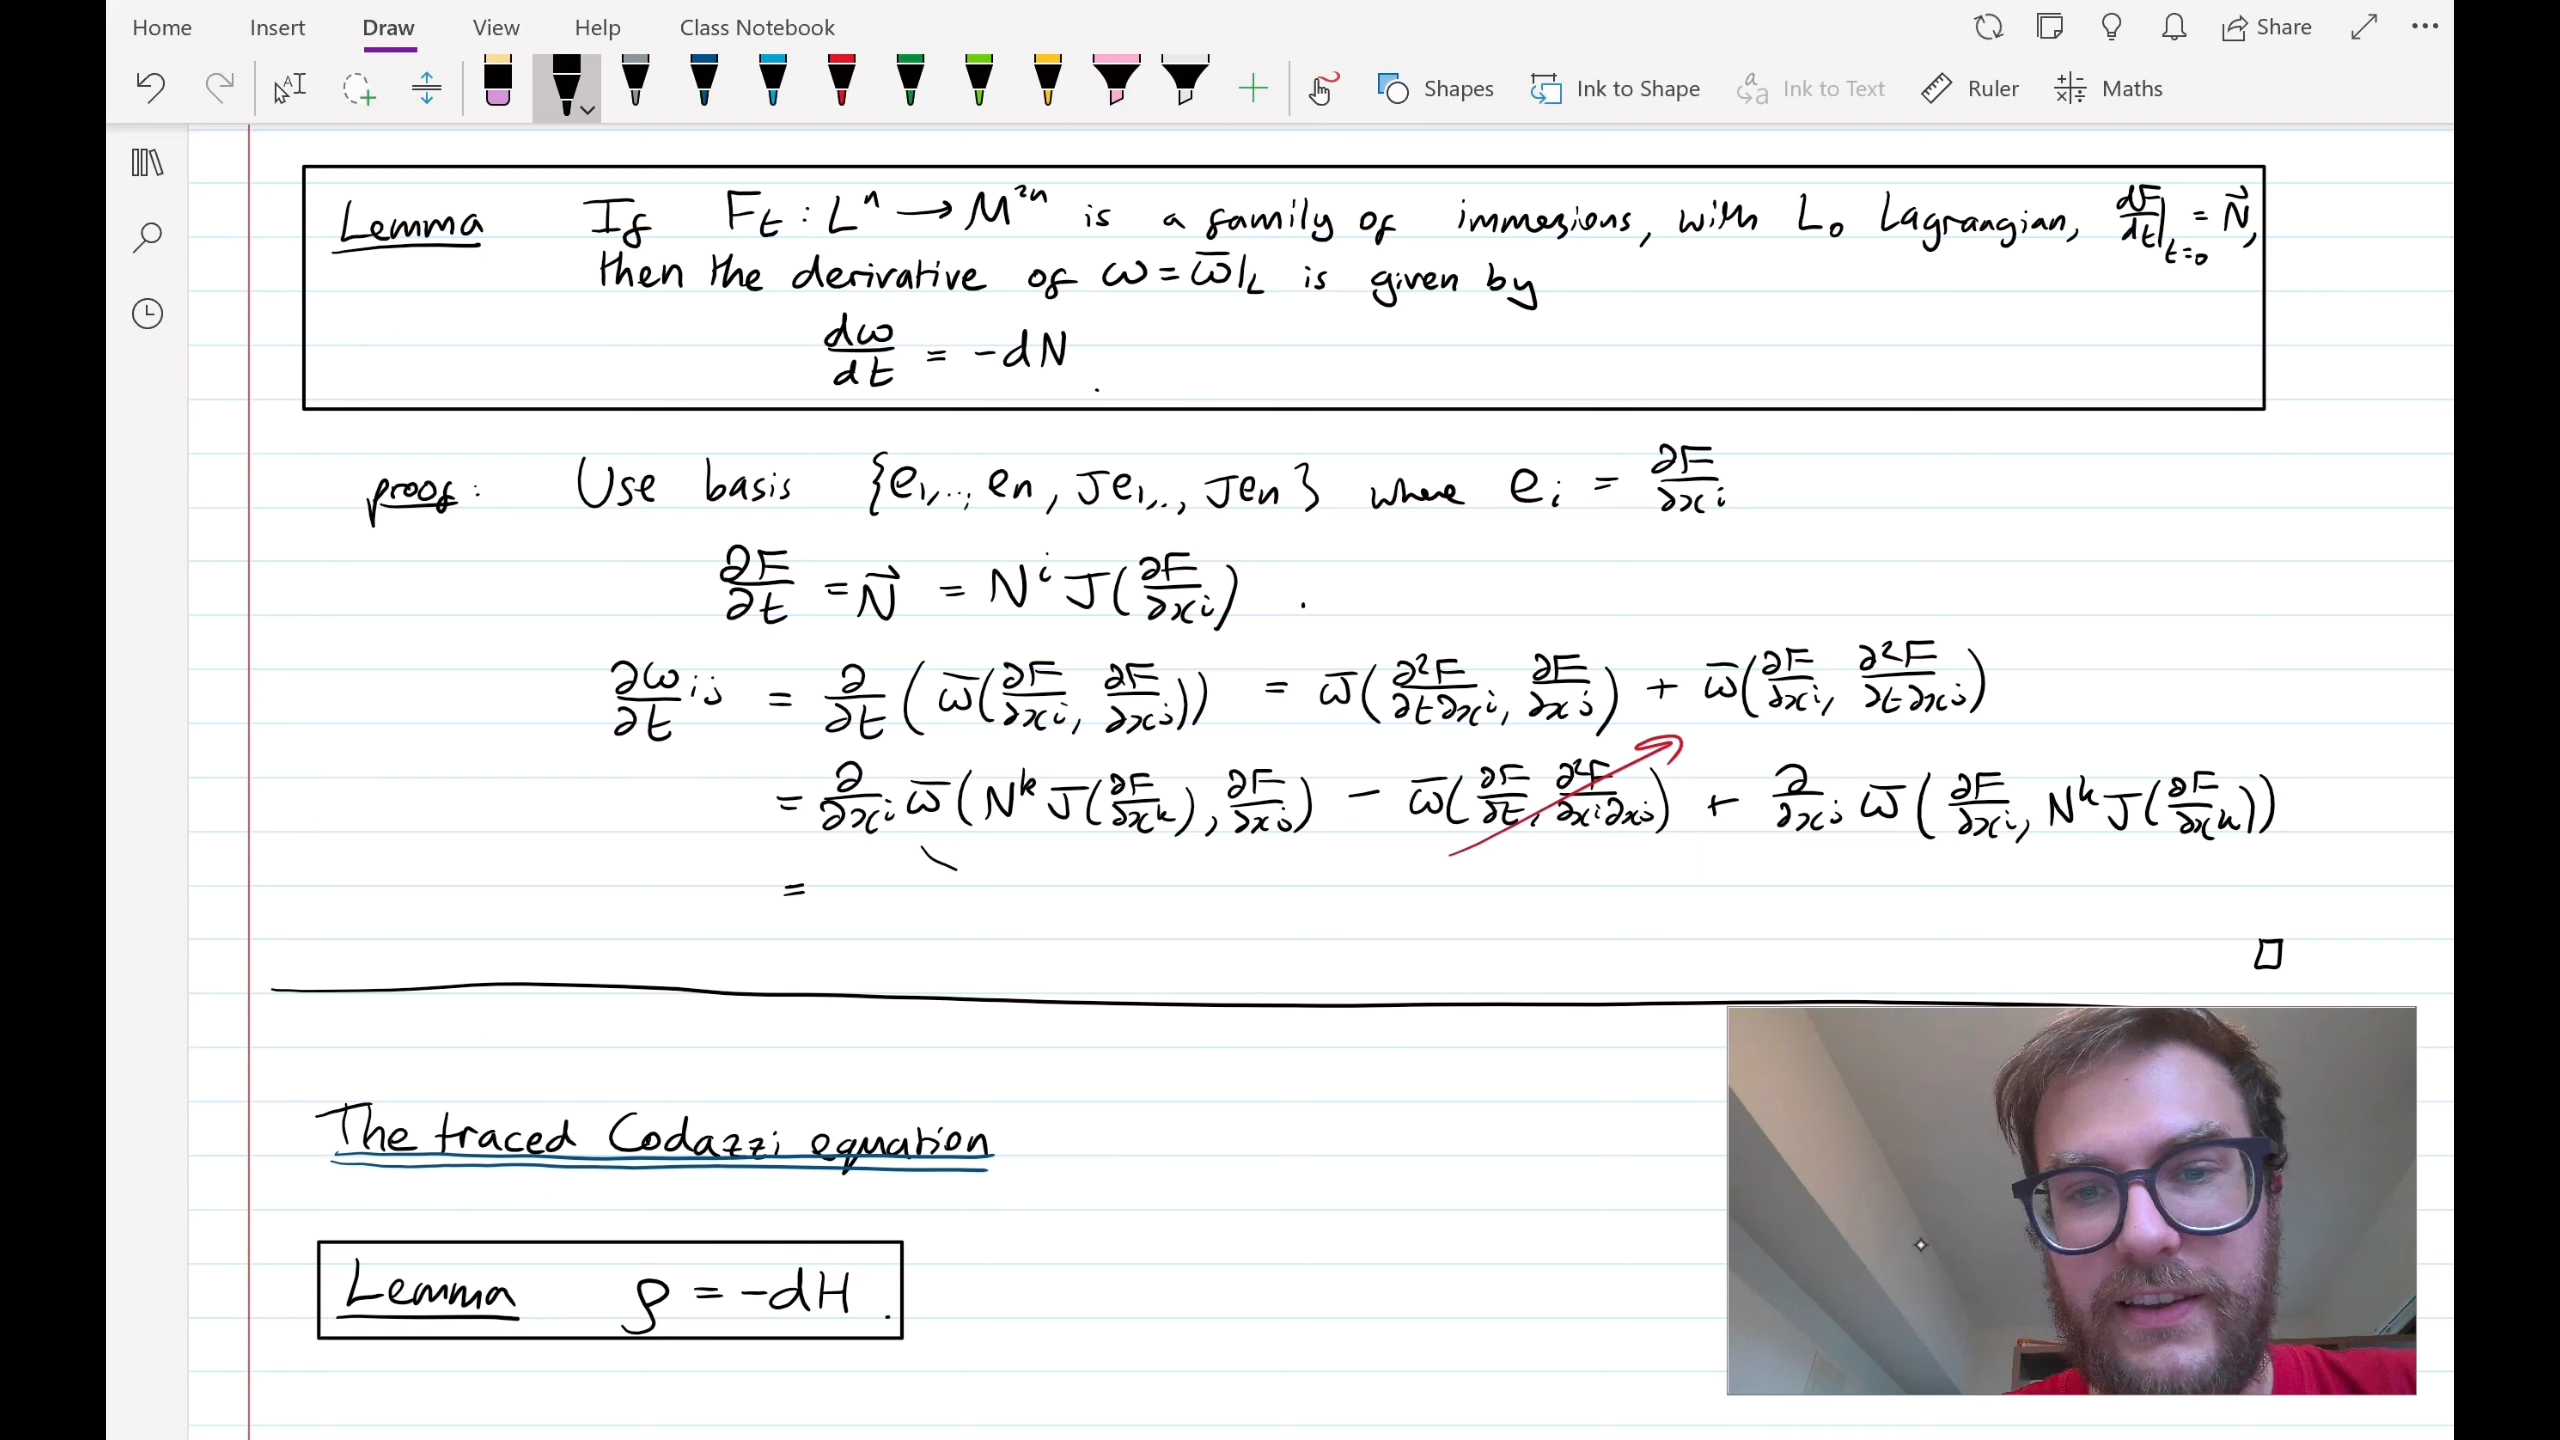 Home Insert Draw View Help Class Notebook Share
Shapes Ink to Shape Ink to Text Ruler Maths
Lemma If F_t : L^n → M^{2n} is a family of immesions, with L_0 Lagrangian, dF/dt|_{t=0} = N⃗,
then the derivative of ω = ω̄|_L is given by
dω/dt = -dN.
proof: Use basis {e_1,..,e_n, Je_1,..,Je_n} where e_i = ∂F/∂x^i
∂F/∂t = N⃗ = N^i J(∂F/∂x^i).
∂ω_ij/∂t = ∂/∂t (ω̄(∂F/∂x^i, ∂F/∂x^j)) = ω̄(∂²F/∂t∂x^i, ∂F/∂x^j) + ω̄(∂F/∂x^i, ∂²F/∂t∂x^j)
= ∂/∂x^i ω̄(N^k J(∂F/∂x^k), ∂F/∂x^j) - ω̄(∂F/∂t, ∂²F/∂x^i∂x^j) + ∂/∂x^j ω̄(∂F/∂x^i, N^k J(∂F/∂x^k))
=
□
The traced Codazzi equation
Lemma ρ = -dH.